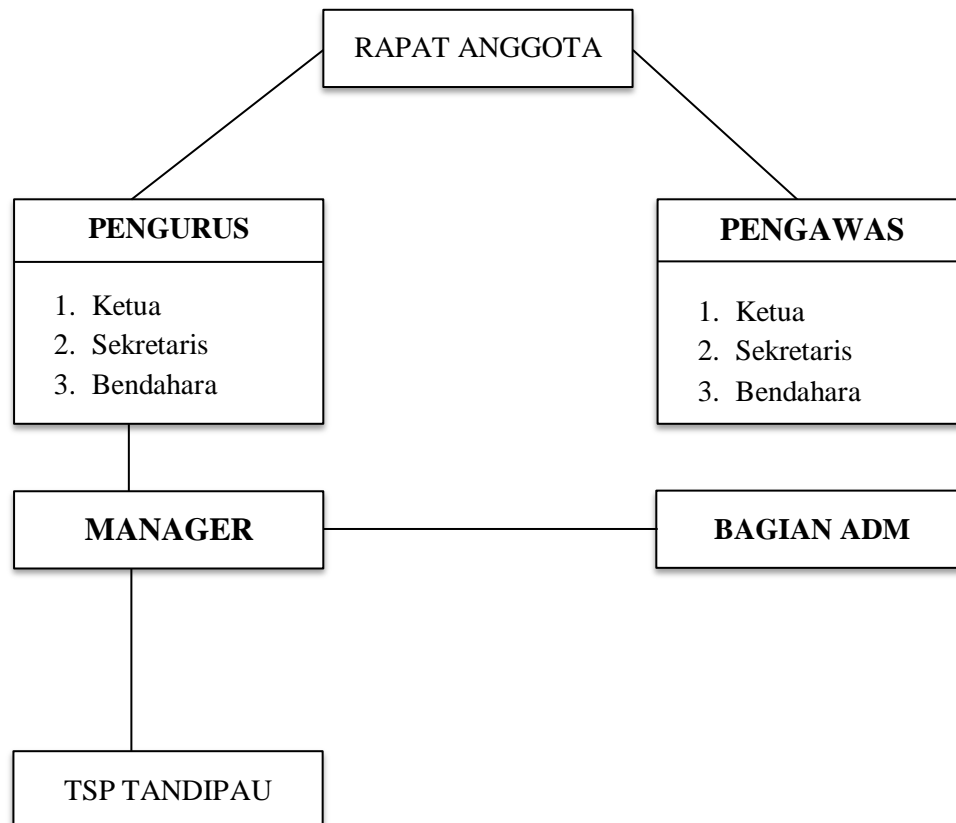 RAPAT ANGGOTA
PENGURUS
1. Ketua
2. Sekretaris
3. Bendahara
PENGAWAS
1. Ketua
2. Sekretaris
3. Bendahara
MANAGER
BAGIAN ADM
TSP TANDIPAU